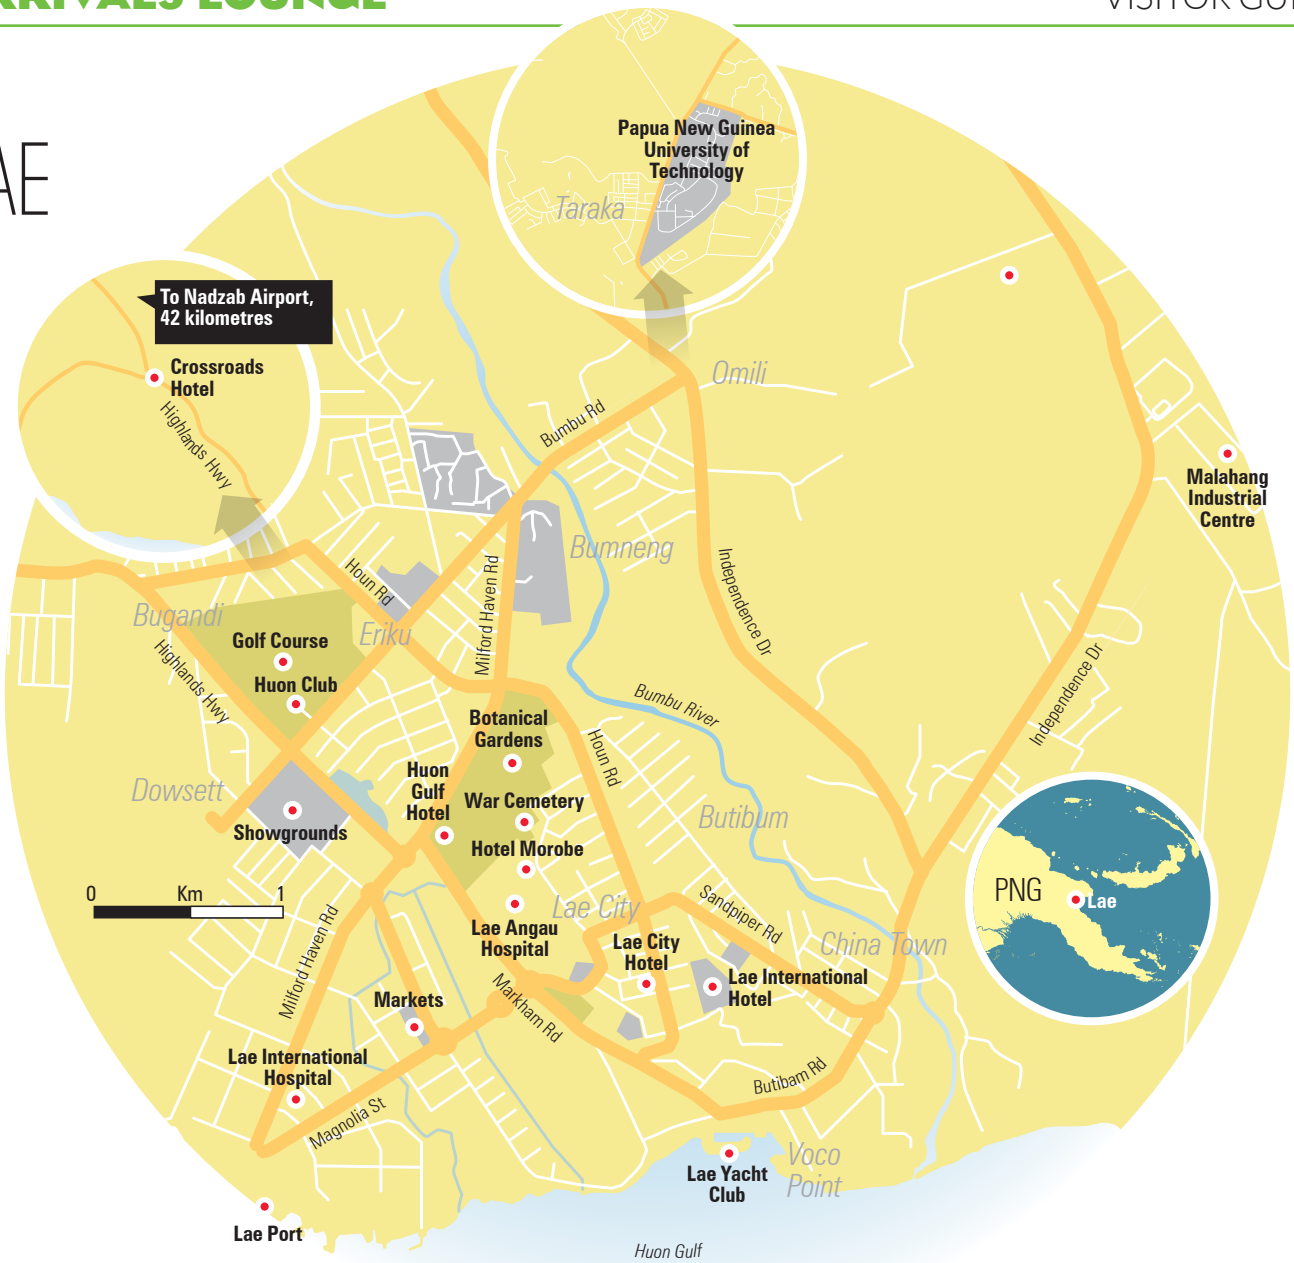 ARRIVALS LOUNGE
LAE
Papua New Guinea
University of
Technology
Taraka
To Nadzab Airport,
42 kilometres
Crossroads
Hotel
Highlands Hwy
Omili
Bumbu Rd
Malahang
Industrial
Centre
Bumneng
Houn Rd
Milford Haven Rd
Independence Dr
Bugandi
Eriku
Golf Course
Huon Club
Highlands Hwy
Independence Dr
Bumbu River
Botanical
Gardens
Houn Rd
Huon
Gulf
Hotel
War Cemetery
Dowsett
Showgrounds
Butibum
Hotel Morobe
0 Km 1
Lae City
Sandpiper Rd
PNG
Lae
Lae Angau
Hospital
Lae City
Hotel
China Town
Milford Haven Rd
Lae International
Hotel
Markets
Markham Rd
Lae International
Hospital
Butibam Rd
Magnolia St
Voco
Point
Lae Yacht
Club
Lae Port
Huon Gulf